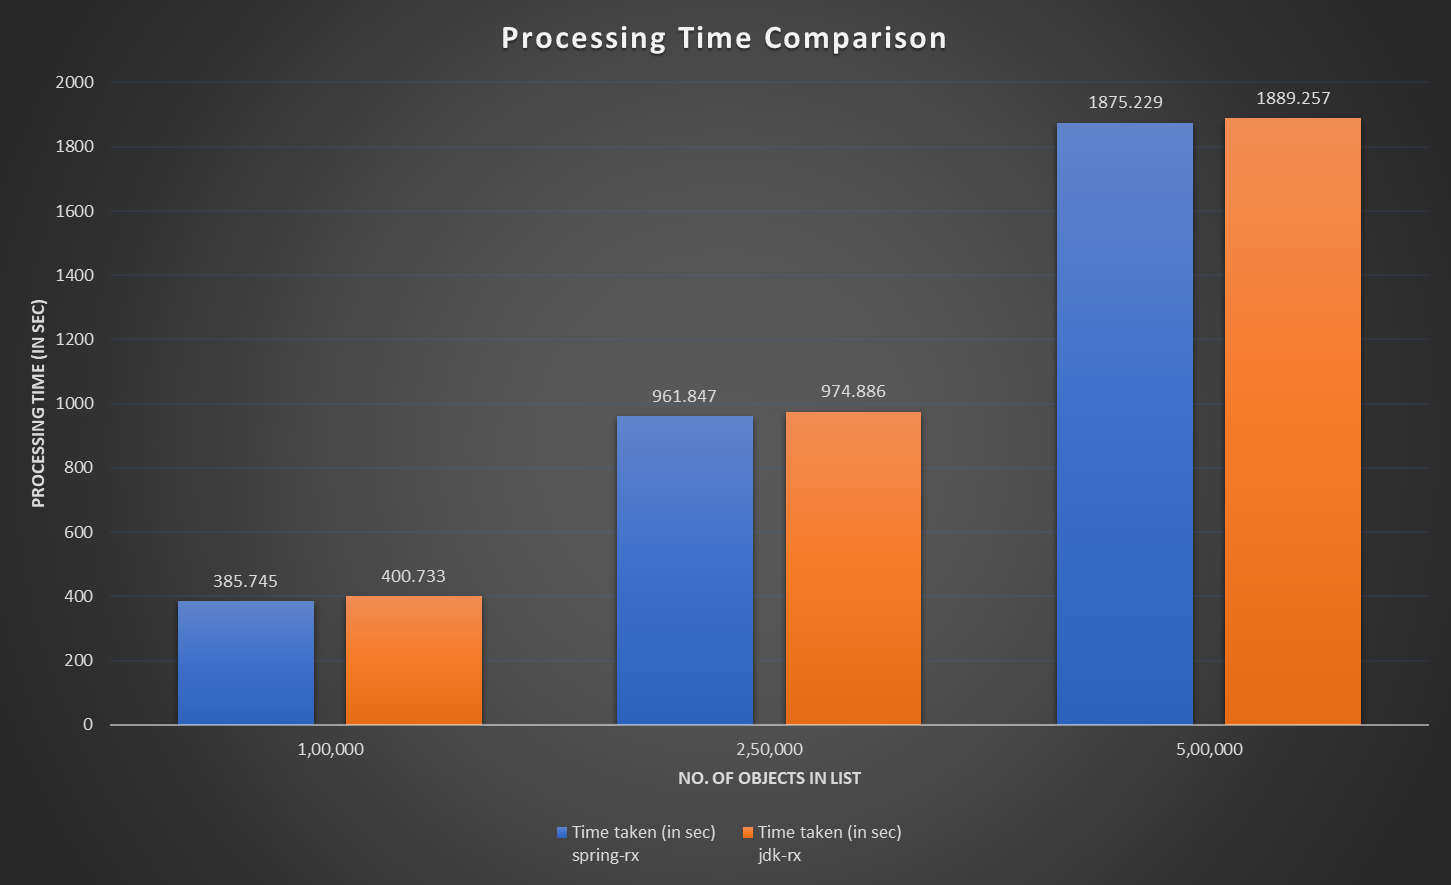 Processing Time Comparison
2000
1800
1600
1400
1200
1000
800
600
400
200
0
PROCESSING TIME (IN SEC)
385.745
400.733
961.847
974.886
1875.229
1889.257
1,00,000
2,50,000
5,00,000
NO. OF OBJECTS IN LIST
Time taken (in sec)
spring-rx
Time taken (in sec)
jdk-rx